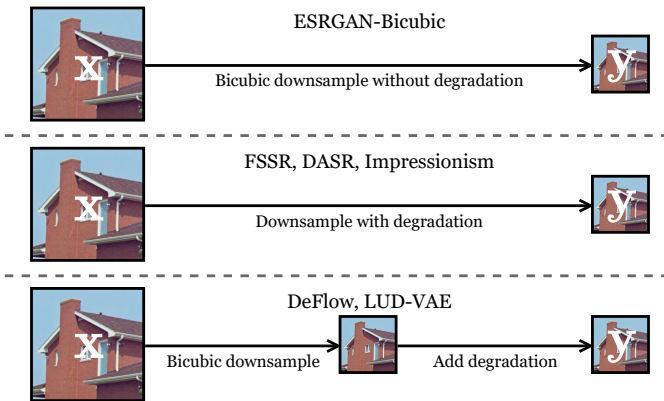 ESRGAN-Bicubic
x
y
Bicubic downsample without degradation
FSSR, DASR, Impressionism
x
y
Downsample with degradation
DeFlow, LUD-VAE
x
y
Bicubic downsample
Add degradation